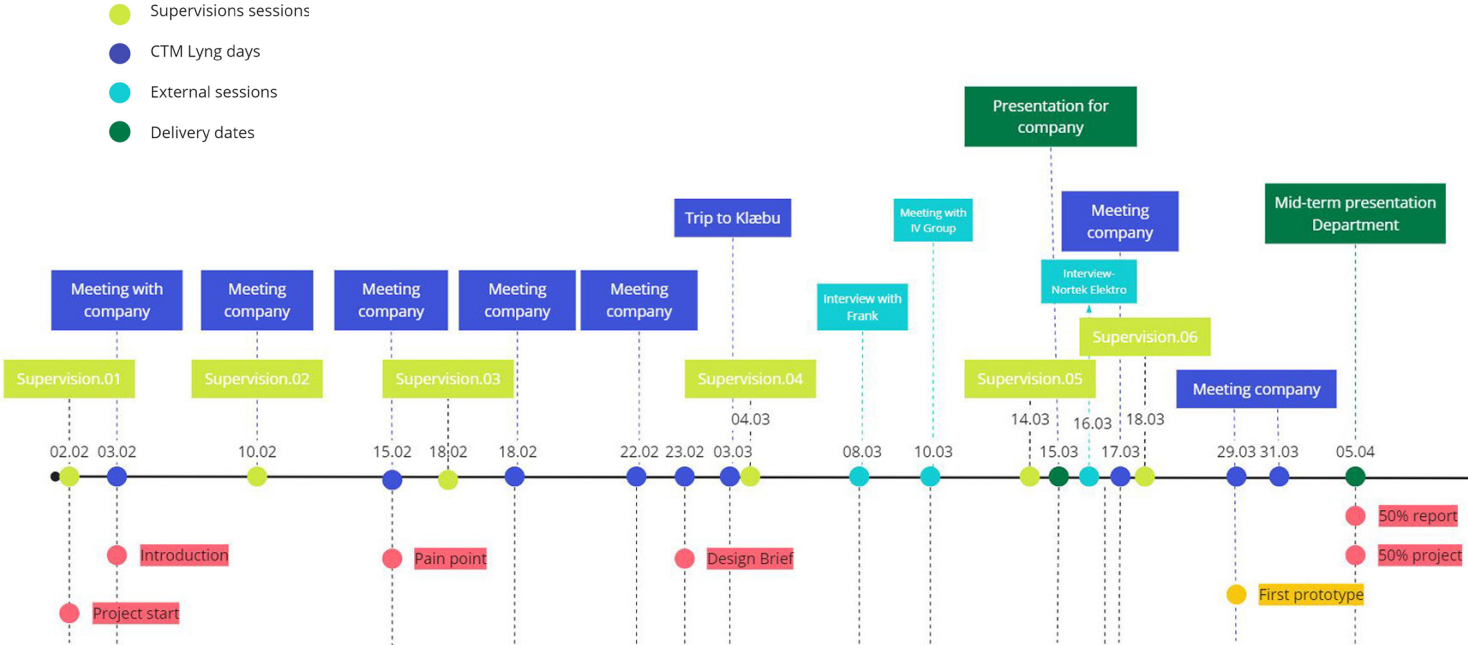 Supervisions sessions
CTM Lyng days
External sessions
Delivery dates
Presentation for
company
Mid-term presentation
Department
Trip to Klæbu
Meeting with
IV Group
Meeting
company
Meeting with
company
Meeting
company
Meeting
company
Meeting
company
Meeting
company
Interview with
Frank
Interview-
Nortek Elektro
Supervision.06
Supervision.01
Supervision.02
Supervision.03
Supervision.04
Supervision.05
Meeting company
04.03
14.03
16.03
18.03
02.02
03.02
10.02
15.02
18.02
18.02
22.02
23.02
03.03
08.03
10.03
15.03
17.03
29.03
31.03
05.04
50% report
50% project
Introduction
Pain point
Design Brief
First prototype
Project start